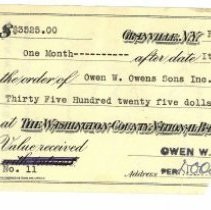 $ $3525.00 GRANVILLE, N.Y.
One Month---------- after date
the order of Owen W. Owens Sons Inc.
Thirty Five Hundred twenty five dolla
at THE WASHINGTON COUNTY NATIONAL B
Value received
OWEN W.
No. 11 ADDRESS PER